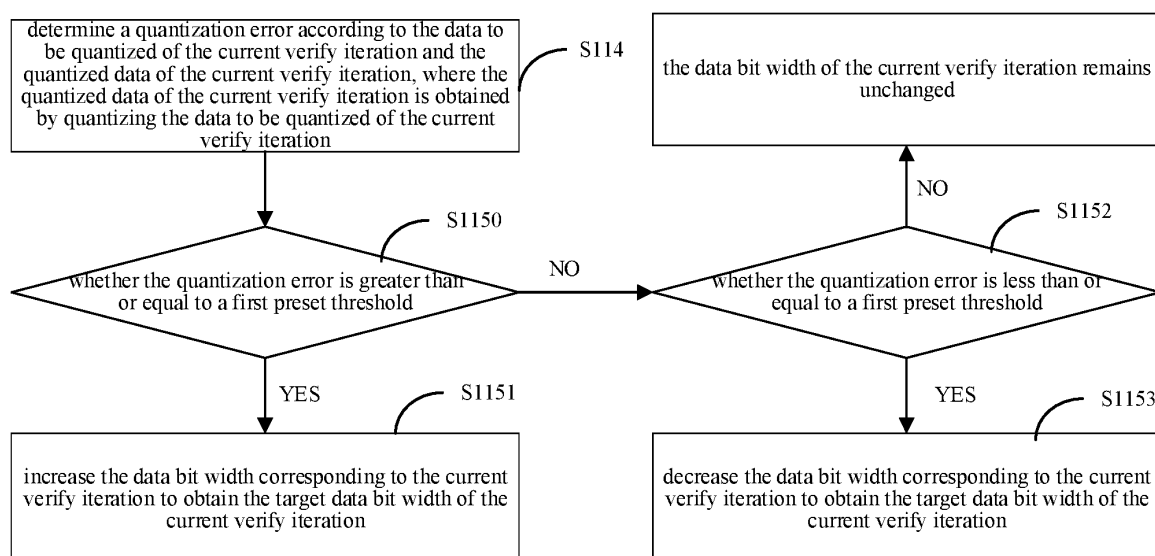 determine a quantization error according to the data to
be quantized of the current verify iteration and the
quantized data of the current verify iteration, where the
quantized data of the current verify iteration is obtained
by quantizing the data to be quantized of the current
verify iteration
S114
the data bit width of the current verify iteration remains
unchanged
NO
S1150
S1152
whether the quantization error is greater than
or equal to a first preset threshold
NO
whether the quantization error is less than or
equal to a first preset threshold
YES
S1151
YES
S1153
increase the data bit width corresponding to the current
verify iteration to obtain the target data bit width of the
current verify iteration
decrease the data bit width corresponding to the current
verify iteration to obtain the target data bit width of the
current verify iteration